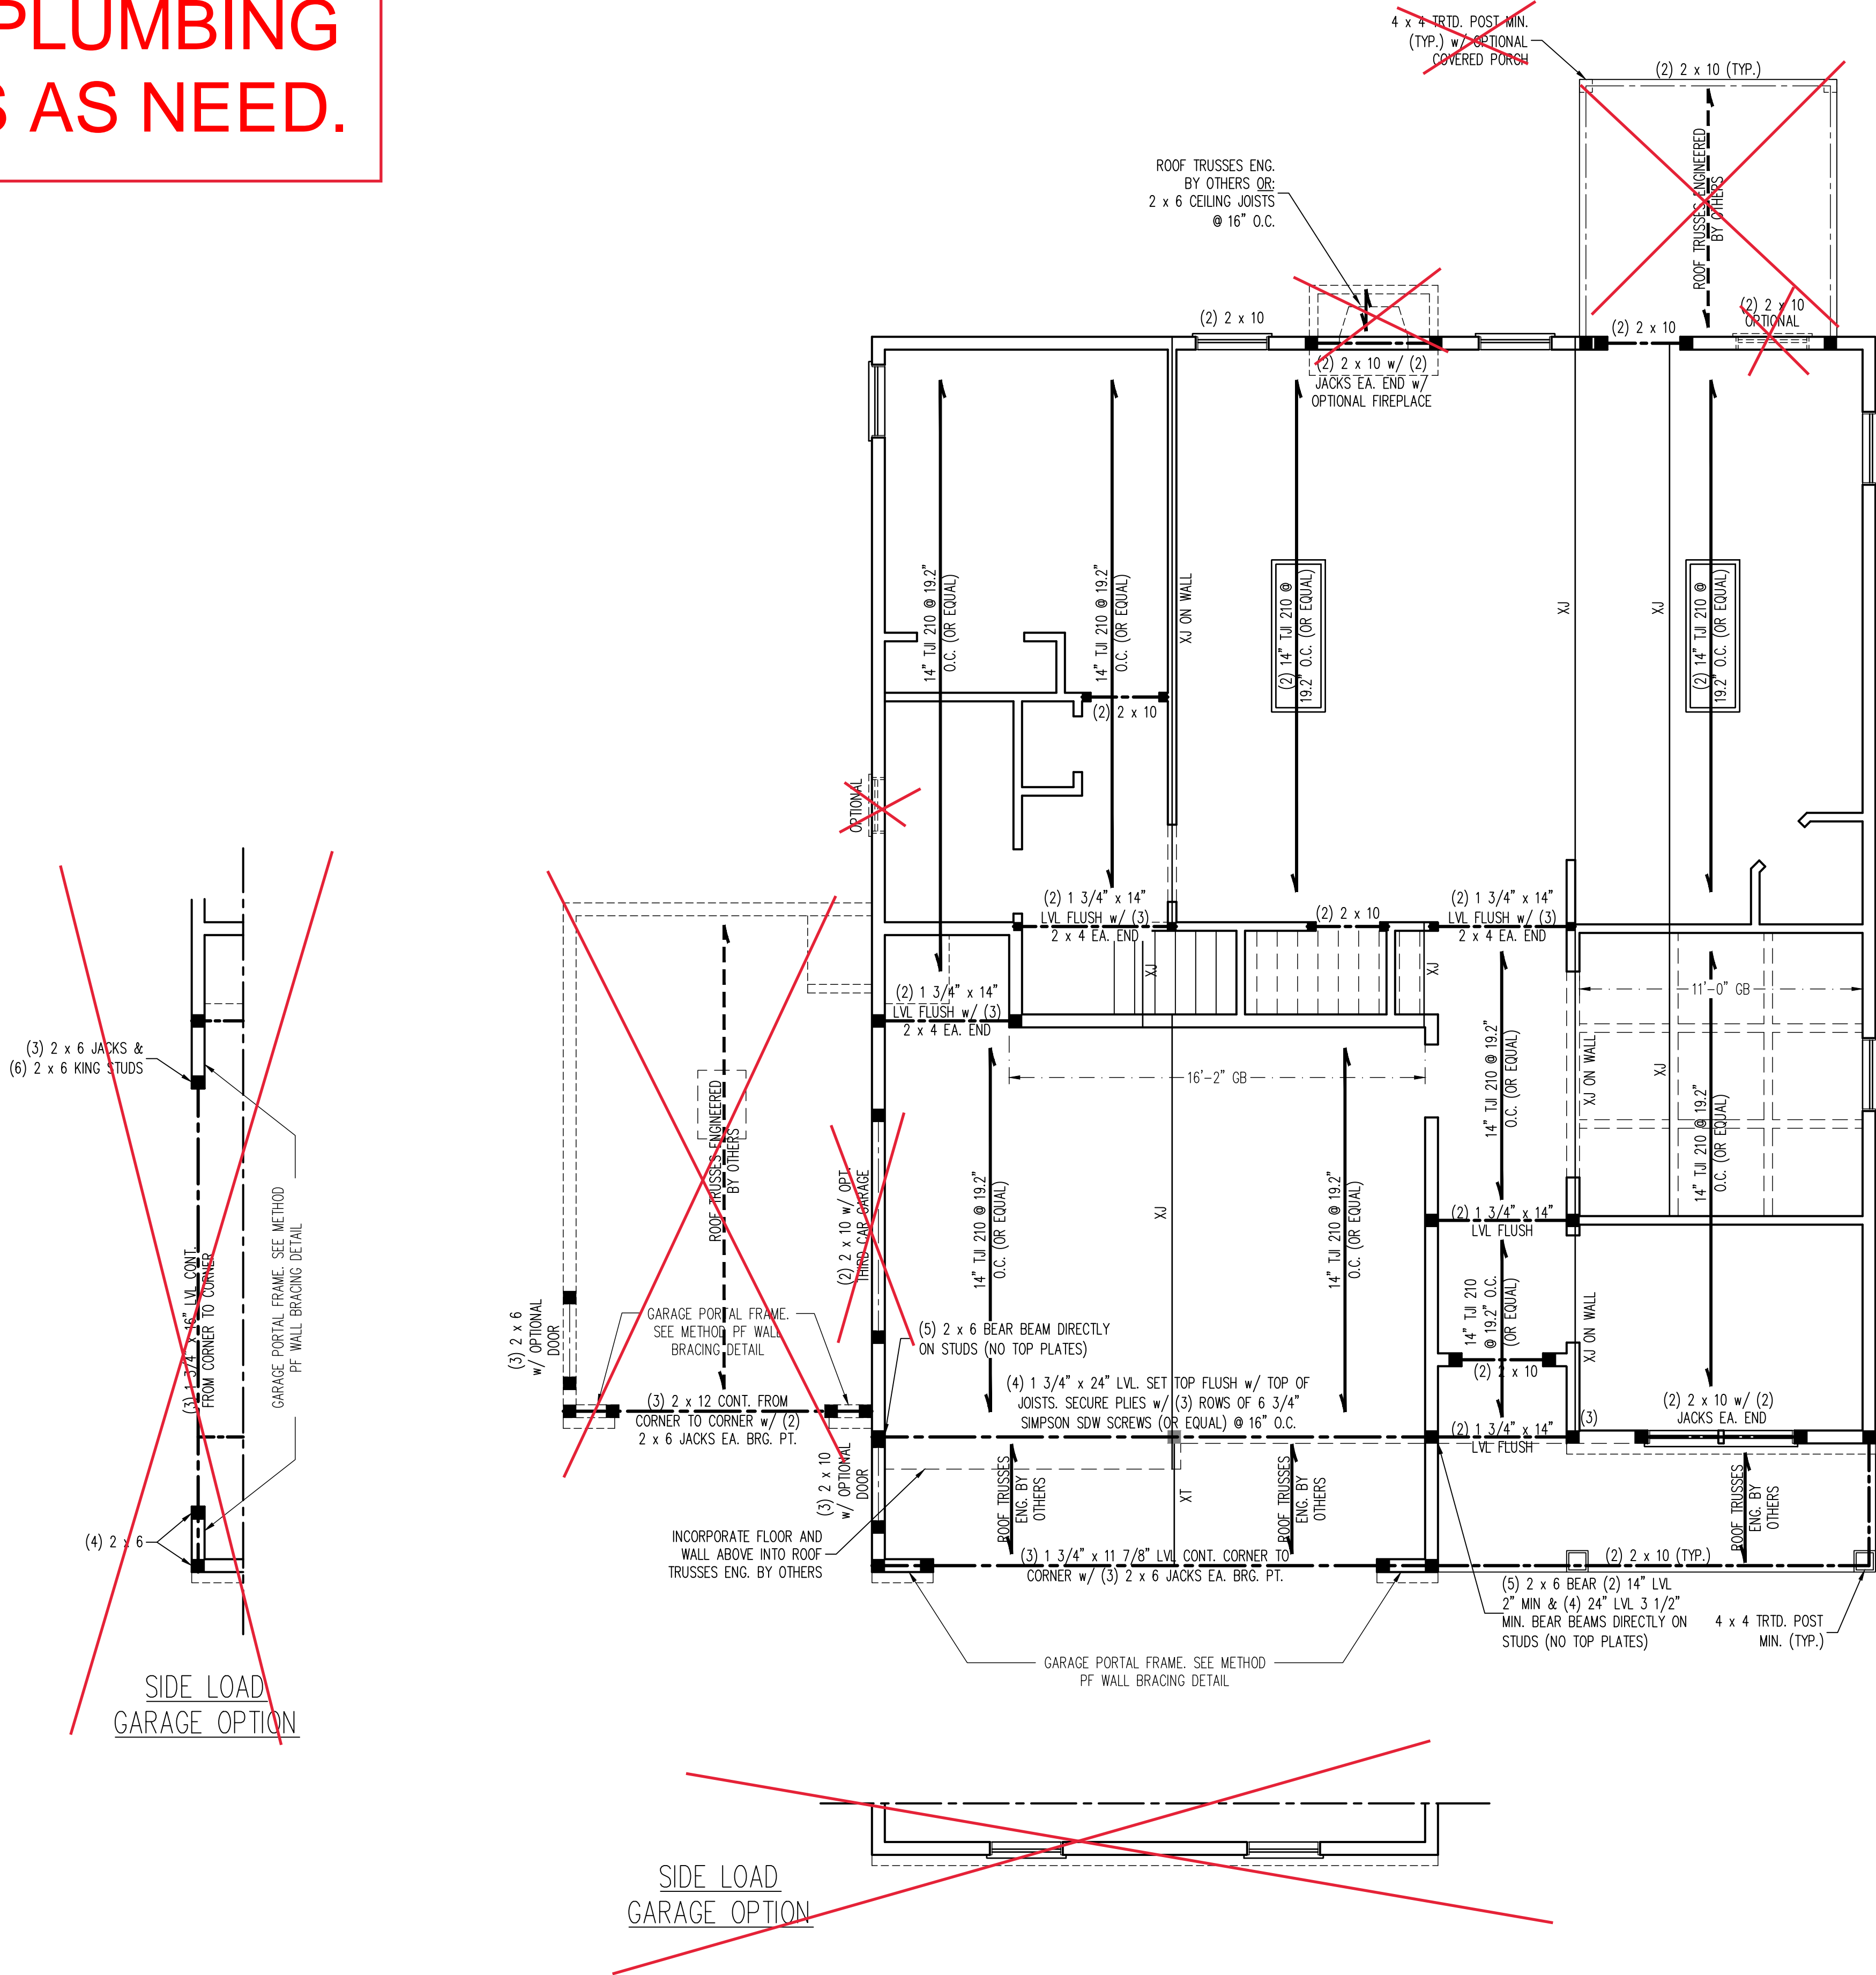 PLUMBING
S AS NEED.
4 x 4 TRTD. POST MIN.
(TYP.) w/ OPTIONAL
COVERED PORCH
(2) 2 x 10 (TYP.)
ROOF TRUSSES ENGINEERED
BY OTHERS
ROOF TRUSSES ENG.
BY OTHERS OR:
2 x 6 CEILING JOISTS
@ 16" O.C.
(2) 2 x 10
(2) 2 x 10 w/ (2)
JACKS EA. END w/
OPTIONAL FIREPLACE
(2) 2 x 10
(2) 2 x 10
OPTIONAL
14" TJI 210 @ 19.2"
O.C. (OR EQUAL)
14" TJI 210 @ 19.2"
O.C. (OR EQUAL)
XJ ON WALL
(2) 14" TJI 210 @
19.2" O.C. (OR EQUAL)
XJ
XJ
(2) 14" TJI 210 @
19.2" O.C. (OR EQUAL)
(2) 2 x 10
OPTIONAL
(2) 1 3/4" x 14"
LVL FLUSH w/ (3)
2 x 4 EA. END
(2) 2 x 10
(2) 1 3/4" x 14"
LVL FLUSH w/ (3)
2 x 4 EA. END
XJ
XJ
(2) 1 3/4" x 14"
LVL FLUSH w/ (3)
2 x 4 EA. END
11'-0" GB
16'-2" GB
14" TJI 210 @ 19.2"
O.C. (OR EQUAL)
XJ ON WALL
XJ
14" TJI 210 @ 19.2"
O.C. (OR EQUAL)
(3) 2 x 6 JACKS &
(6) 2 x 6 KING STUDS
(3) 1 3/4" x 16" LVL CONT.
FROM CORNER TO CORNER
GARAGE PORTAL FRAME. SEE METHOD
PF WALL BRACING DETAIL
(4) 2 x 6
SIDE LOAD
GARAGE OPTION
ROOF TRUSSES ENGINEERED
BY OTHERS
(2) 2 x 10 w/ OPT.
THIRD CAR GARAGE
14" TJI 210 @ 19.2"
O.C. (OR EQUAL)
XJ
14" TJI 210 @ 19.2"
O.C. (OR EQUAL)
(2) 1 3/4" x 14"
LVL FLUSH
14" TJI 210
@ 19.2" O.C.
(OR EQUAL)
XJ ON WALL
(2) 2 x 10
(3) 2 x 6
w/ OPTIONAL
DOOR
GARAGE PORTAL FRAME.
SEE METHOD PF WALL
BRACING DETAIL
(5) 2 x 6 BEAR BEAM DIRECTLY
ON STUDS (NO TOP PLATES)
(3) 2 x 12 CONT. FROM
CORNER TO CORNER w/ (2)
2 x 6 JACKS EA. BRG. PT.
(4) 1 3/4" x 24" LVL. SET TOP FLUSH w/ TOP OF
JOISTS. SECURE PLIES w/ (3) ROWS OF 6 3/4"
SIMPSON SDW SCREWS (OR EQUAL) @ 16" O.C.
(2) 1 3/4" x 14"
LVL FLUSH
(3)
(2) 2 x 10 w/ (2)
JACKS EA. END
(3) 2 x 10
w/ OPTIONAL
DOOR
ROOF TRUSSES
ENG. BY
OTHERS
XT
ROOF TRUSSES
ENG. BY
OTHERS
ROOF TRUSSES
ENG. BY
OTHERS
INCORPORATE FLOOR AND
WALL ABOVE INTO ROOF
TRUSSES ENG. BY OTHERS
(3) 1 3/4" x 11 7/8" LVL CONT. CORNER TO
CORNER w/ (3) 2 x 6 JACKS EA. BRG. PT.
(2) 2 x 10 (TYP.)
(5) 2 x 6 BEAR (2) 14" LVL
2" MIN & (4) 24" LVL 3 1/2"
MIN. BEAR BEAMS DIRECTLY ON
STUDS (NO TOP PLATES)
4 x 4 TRTD. POST
MIN. (TYP.)
GARAGE PORTAL FRAME. SEE METHOD
PF WALL BRACING DETAIL
SIDE LOAD
GARAGE OPTION